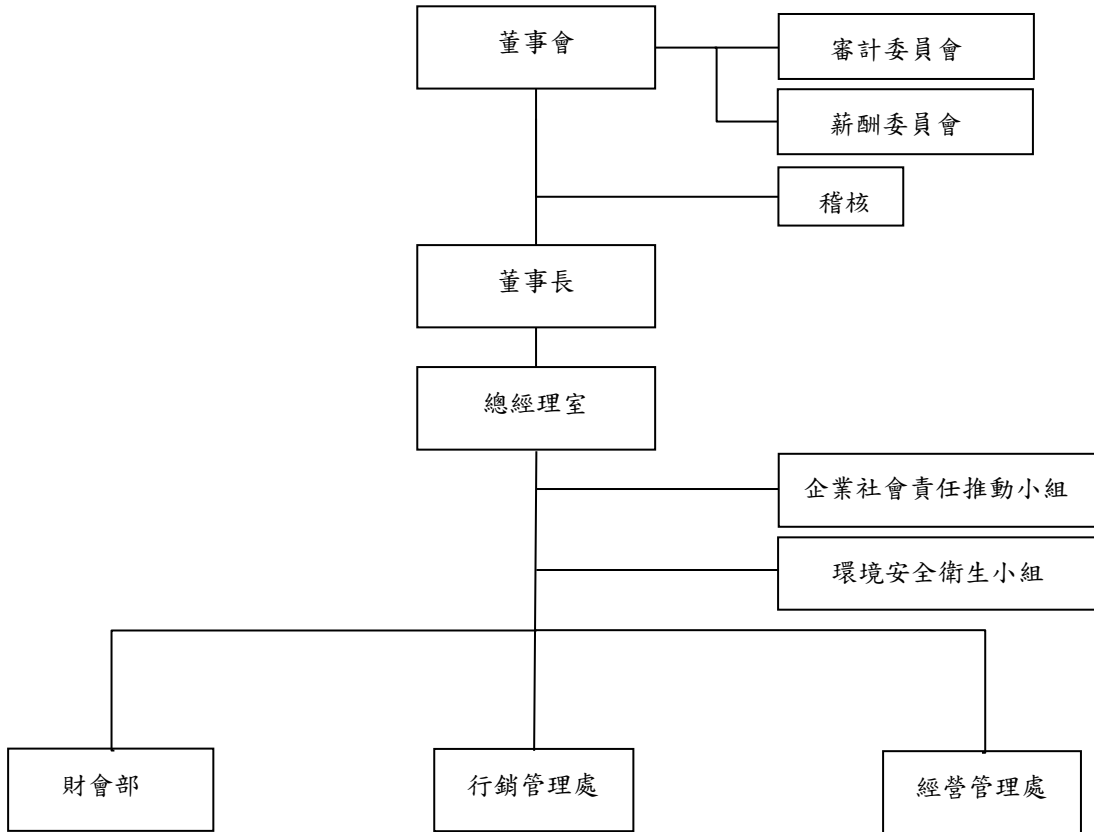 董事會
審計委員會
薪酬委員會
稽核
董事長
總經理室
企業社會責任推動小組
環境安全衛生小組
財會部
行銷管理處
經營管理處